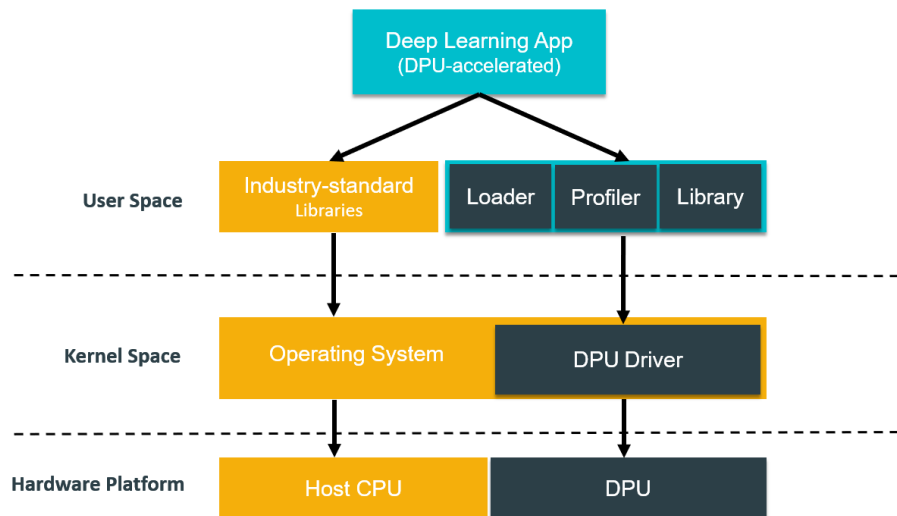 Deep Learning App
(DPU-accelerated)
User Space
Industry-standard
Libraries
Loader
Profiler
Library
Kernel Space
Operating System
DPU Driver
Hardware Platform
Host CPU
DPU